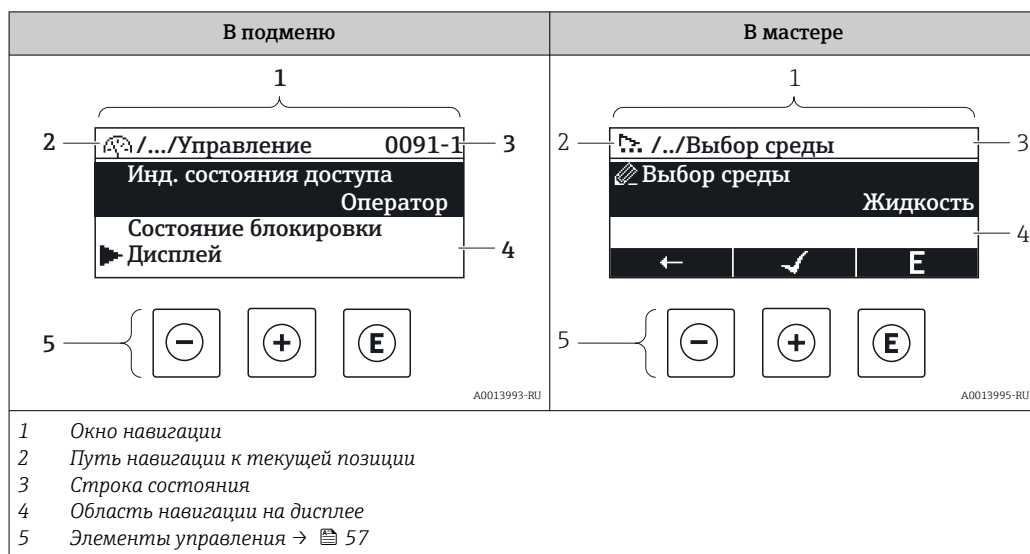 В подменю
В мастере
1
2
/.../Управление 0091-1
3
Инд. состояния доступа
Оператор
Состояние блокировки
Дисплей
4
5
- + E
A0013993-RU
1
2
/../Выбор среды
3
Выбор среды
Жидкость
4
← ✓ E
5
- + E
A0013995-RU
1 Окно навигации
2 Путь навигации к текущей позиции
3 Строка состояния
4 Область навигации на дисплее
5 Элементы управления → 57